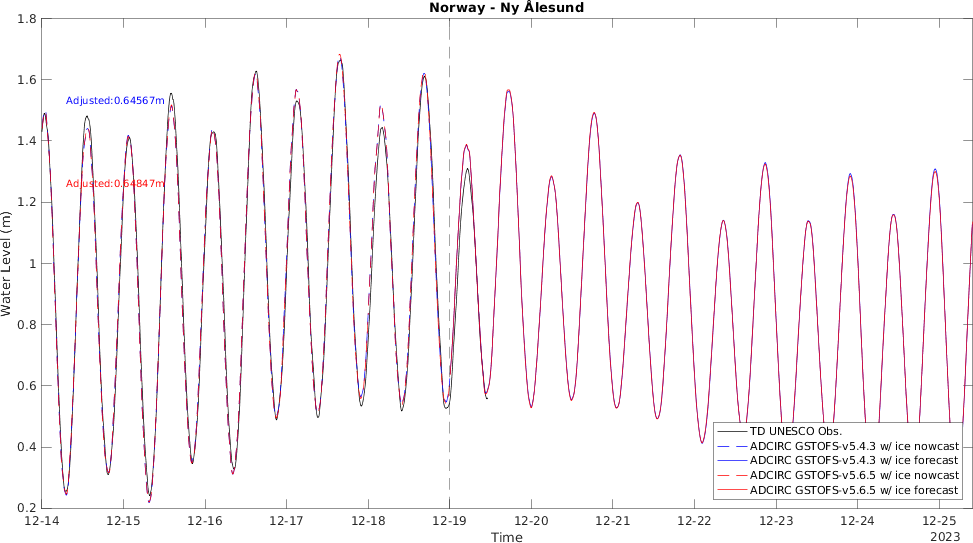 Norway - Ny Ålesund
1.8
1.6
1.4
1.2
1
0.8
0.6
0.4
0.2
Water Level (m)
Adjusted:0.64567m
Adjusted:0.64847m
TD UNESCO Obs.
ADCIRC GSTOFS-v5.4.3 w/ ice nowcast
ADCIRC GSTOFS-v5.4.3 w/ ice forecast
ADCIRC GSTOFS-v5.6.5 w/ ice nowcast
ADCIRC GSTOFS-v5.6.5 w/ ice forecast
12-14 12-15 12-16 12-17 12-18 12-19 12-20 12-21 12-22 12-23 12-24 12-25
Time
2023